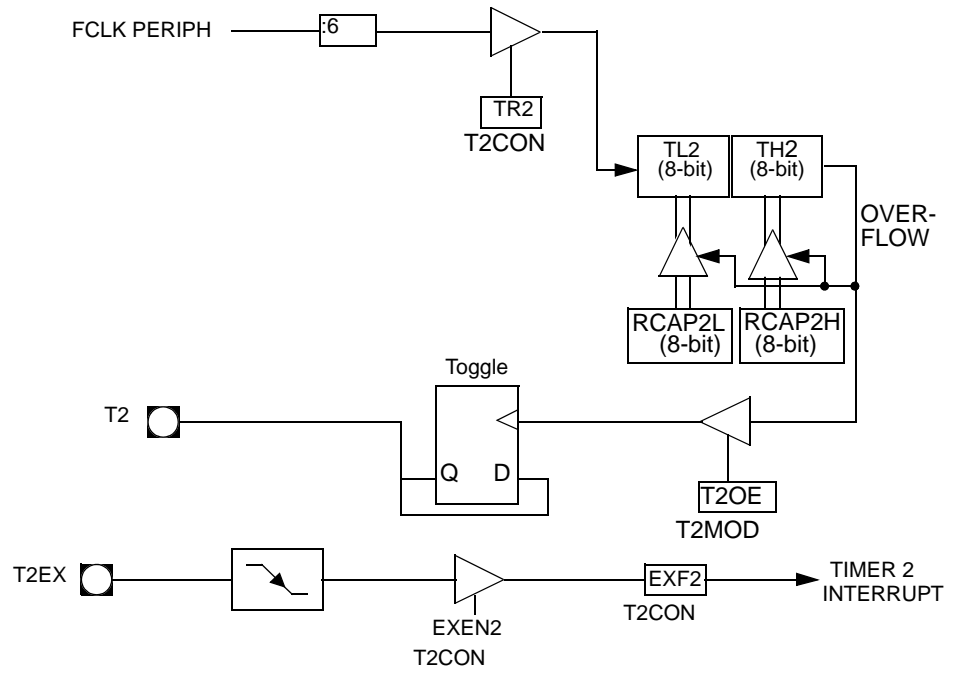 FCLK PERIPH
:6
TR2
T2CON
TL2
(8-bit)
TH2
(8-bit)
OVER-
FLOW
RCAP2L
(8-bit)
RCAP2H
(8-bit)
Toggle
T2
Q
D
T2OE
T2MOD
T2EX
EXEN2
T2CON
EXF2
T2CON
TIMER 2
INTERRUPT